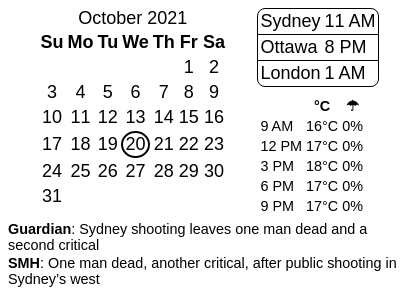 October 2021
Su Mo Tu We Th Fr Sa
1 2
3 4 5 6 7 8 9
10 11 12 13 14 15 16
17 18 19 20 21 22 23
24 25 26 27 28 29 30
31
Sydney 11 AM
Ottawa 8 PM
London 1 AM
°C ☂
9 AM 16°C 0%
12 PM 17°C 0%
3 PM 18°C 0%
6 PM 17°C 0%
9 PM 17°C 0%
Guardian: Sydney shooting leaves one man dead and a
second critical
SMH: One man dead, another critical, after public shooting in
Sydney's west